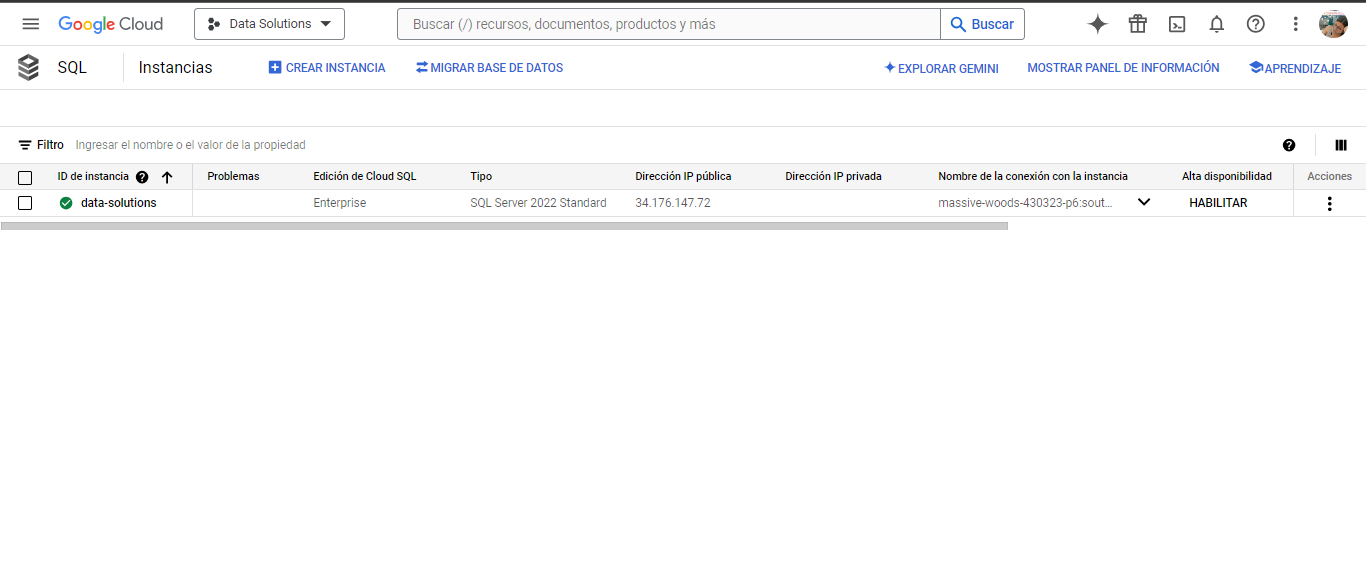 Google Cloud Data Solutions Buscar (/) recursos, documentos, productos y más Buscar
SQL Instancias CREAR INSTANCIA MIGRAR BASE DE DATOS EXPLORAR GEMINI MOSTRAR PANEL DE INFORMACIÓN APRENDIZAJE
Filtro Ingresar el nombre o el valor de la propiedad
ID de instancia Problemas Edición de Cloud SQL Tipo Dirección IP pública Dirección IP privada Nombre de la conexión con la instancia Alta disponibilidad Acciones
data-solutions Enterprise SQL Server 2022 Standard 34.176.147.72 massive-woods-430323-p6:sout... HABILITAR